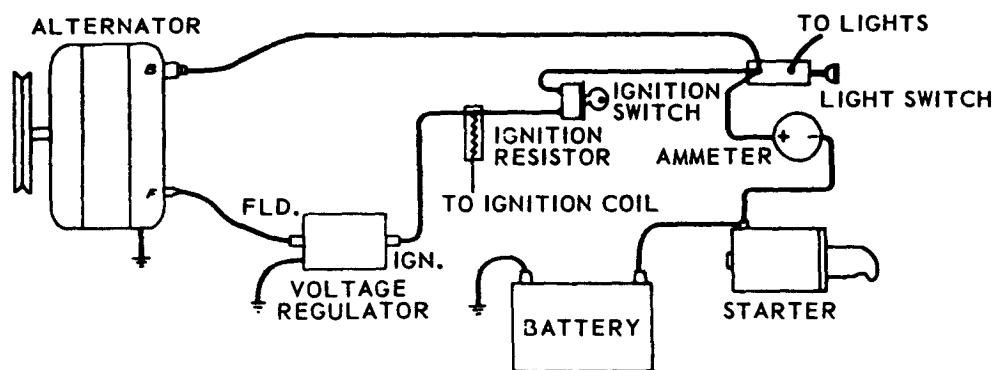 ALTERNATOR
B
F
TO LIGHTS
IGNITION
SWITCH
LIGHT SWITCH
IGNITION
RESISTOR
AMMETER
+
-
TO IGNITION COIL
FLD.
IGN.
VOLTAGE
REGULATOR
BATTERY
STARTER